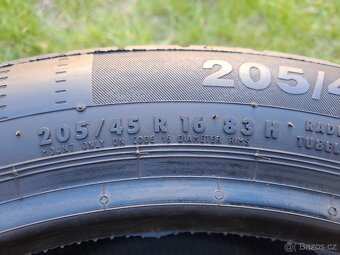 205/4
205/45 R 16 83 H RADI
MOUNT ONLY ON CODE 16 DIAMETER RIMS TUBEL
Bazos.cz